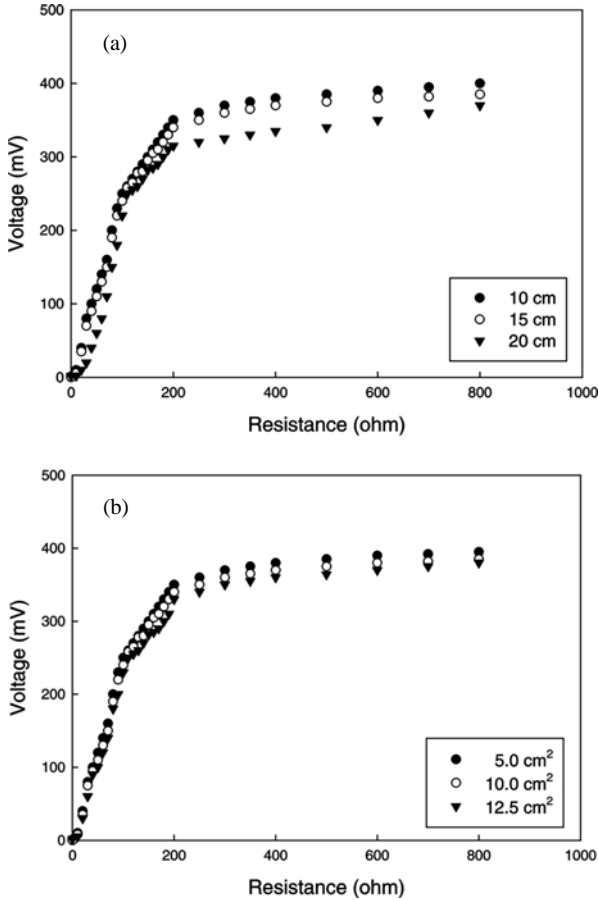 (a)
500
400
300
200
100
0
Voltage (mV)
10 cm
15 cm
20 cm
0 200 400 600 800 1000
Resistance (ohm)
(b)
500
400
300
200
100
0
Voltage (mV)
5.0 cm²
10.0 cm²
12.5 cm²
0 200 400 600 800 1000
Resistance (ohm)